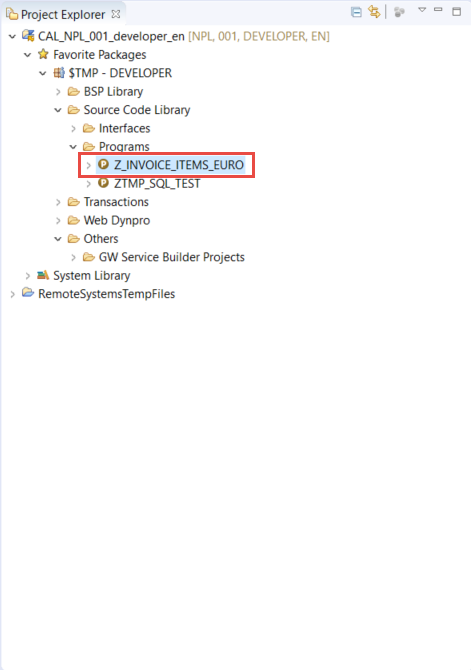 Project Explorer
CAL_NPL_001_developer_en [NPL, 001, DEVELOPER, EN]
Favorite Packages
$TMP - DEVELOPER
BSP Library
Source Code Library
Interfaces
Programs
Z_INVOICE_ITEMS_EURO
ZTMP_SQL_TEST
Transactions
Web Dynpro
Others
GW Service Builder Projects
System Library
RemoteSystemsTempFiles